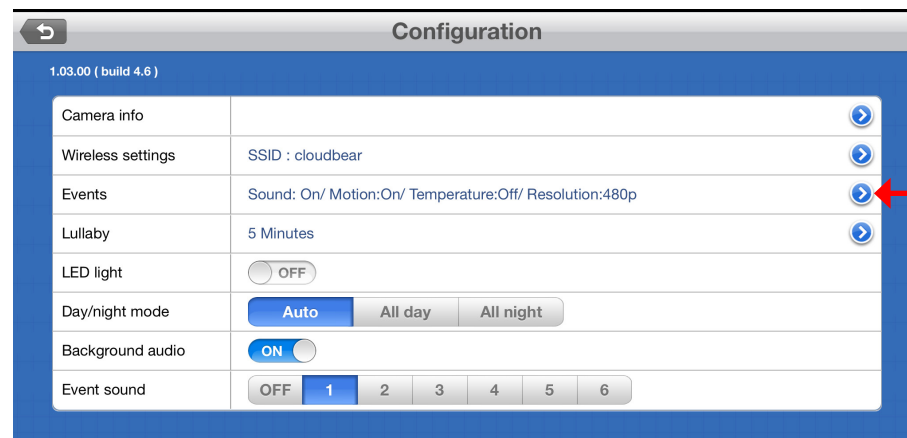 Configuration
1.03.00 ( build 4.6 )
Camera info
Wireless settings SSID : cloudbear
Events Sound: On/ Motion:On/ Temperature:Off/ Resolution:480p
Lullaby 5 Minutes
LED light OFF
Day/night mode Auto All day All night
Background audio ON
Event sound OFF 1 2 3 4 5 6